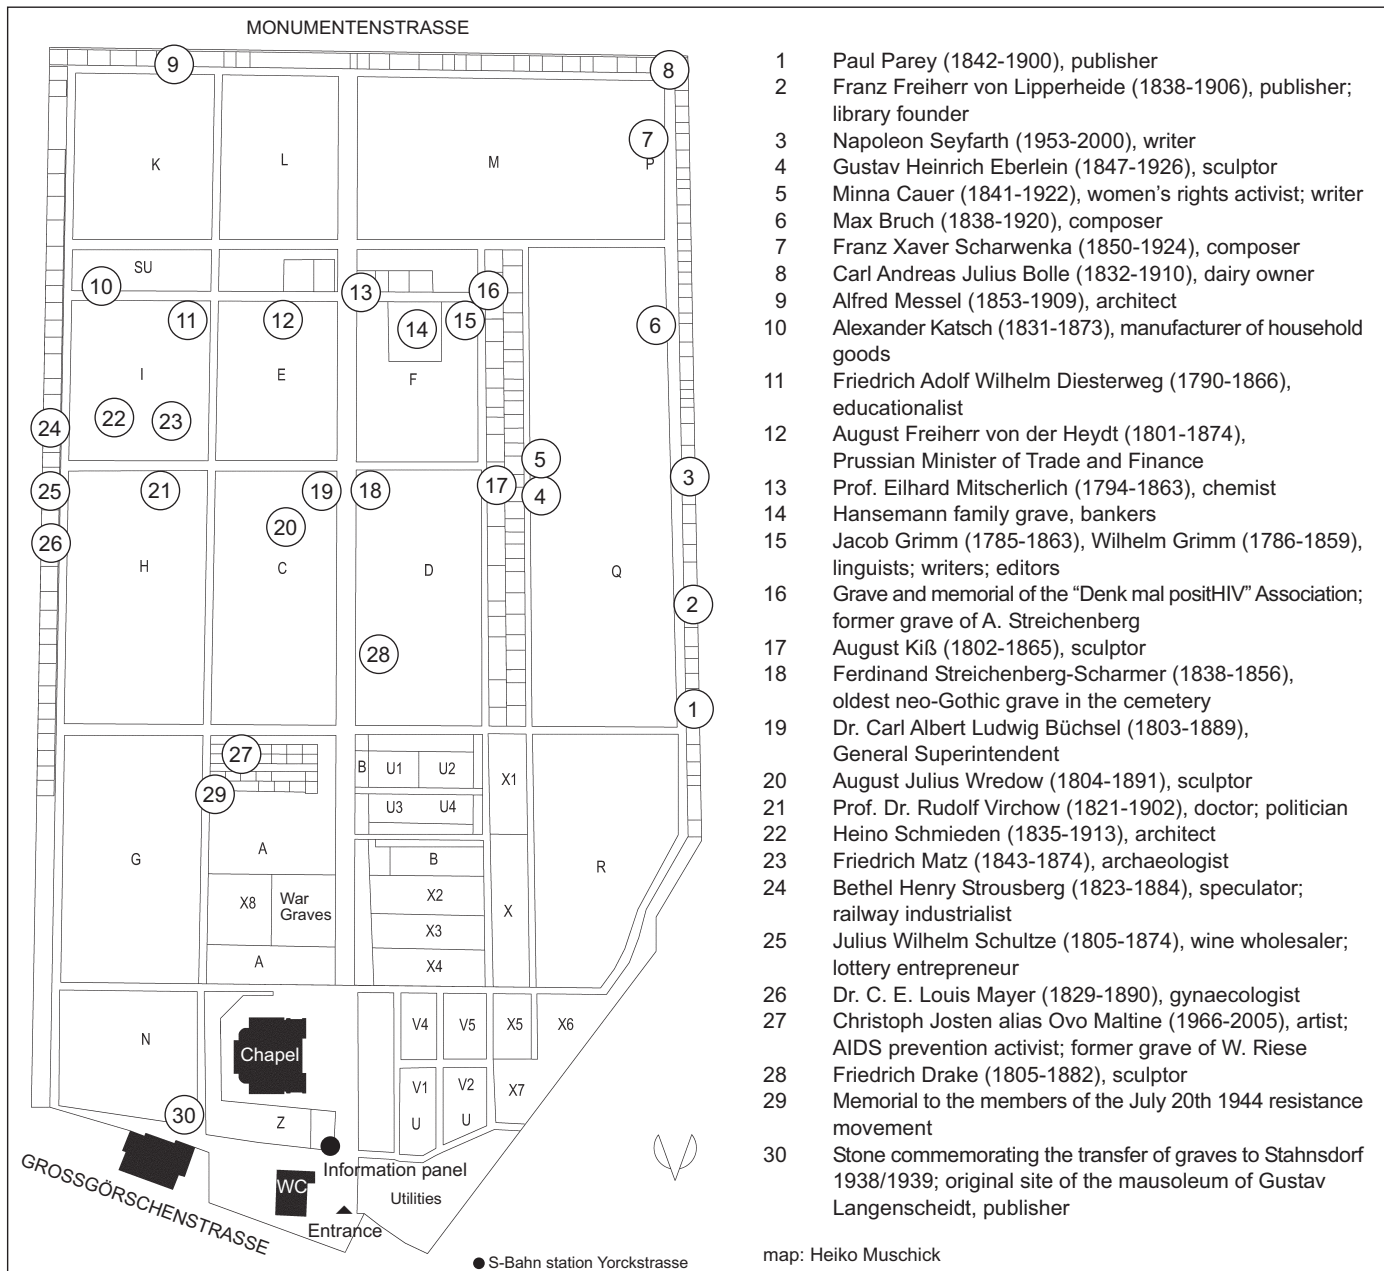 MONUMENTENSTRASSE
9
8
7
K
L
M
P
SU
10
13
16
11
12
14
15
6
I
E
F
22
23
24
5
25
21
19
18
17
4
3
20
26
H
C
D
Q
2
28
1
27
B
U1
U2
X1
29
U3
U4
G
A
B
R
X8
War
Graves
X2
X
X3
A
X4
N
Chapel
V4
V5
X5
X6
V1
V2
X7
30
Z
U
U
Information panel
GROSSGÖRSCHENSTRASSE
WC
Utilities
Entrance
S-Bahn station Yorckstrasse
1 Paul Parey (1842-1900), publisher
2 Franz Freiherr von Lipperheide (1838-1906), publisher;
library founder
3 Napoleon Seyfarth (1953-2000), writer
4 Gustav Heinrich Eberlein (1847-1926), sculptor
5 Minna Cauer (1841-1922), women's rights activist; writer
6 Max Bruch (1838-1920), composer
7 Franz Xaver Scharwenka (1850-1924), composer
8 Carl Andreas Julius Bolle (1832-1910), dairy owner
9 Alfred Messel (1853-1909), architect
10 Alexander Katsch (1831-1873), manufacturer of household
goods
11 Friedrich Adolf Wilhelm Diesterweg (1790-1866),
educationalist
12 August Freiherr von der Heydt (1801-1874),
Prussian Minister of Trade and Finance
13 Prof. Eilhard Mitscherlich (1794-1863), chemist
14 Hansemann family grave, bankers
15 Jacob Grimm (1785-1863), Wilhelm Grimm (1786-1859),
linguists; writers; editors
16 Grave and memorial of the “Denk mal positHIV” Association;
former grave of A. Streichenberg
17 August Kiß (1802-1865), sculptor
18 Ferdinand Streichenberg-Scharmer (1838-1856),
oldest neo-Gothic grave in the cemetery
19 Dr. Carl Albert Ludwig Büchsel (1803-1889),
General Superintendent
20 August Julius Wredow (1804-1891), sculptor
21 Prof. Dr. Rudolf Virchow (1821-1902), doctor; politician
22 Heino Schmieden (1835-1913), architect
23 Friedrich Matz (1843-1874), archaeologist
24 Bethel Henry Strousberg (1823-1884), speculator;
railway industrialist
25 Julius Wilhelm Schultze (1805-1874), wine wholesaler;
lottery entrepreneur
26 Dr. C. E. Louis Mayer (1829-1890), gynaecologist
27 Christoph Josten alias Ovo Maltine (1966-2005), artist;
AIDS prevention activist; former grave of W. Riese
28 Friedrich Drake (1805-1882), sculptor
29 Memorial to the members of the July 20th 1944 resistance
movement
30 Stone commemorating the transfer of graves to Stahnsdorf
1938/1939; original site of the mausoleum of Gustav
Langenscheidt, publisher
map: Heiko Muschick